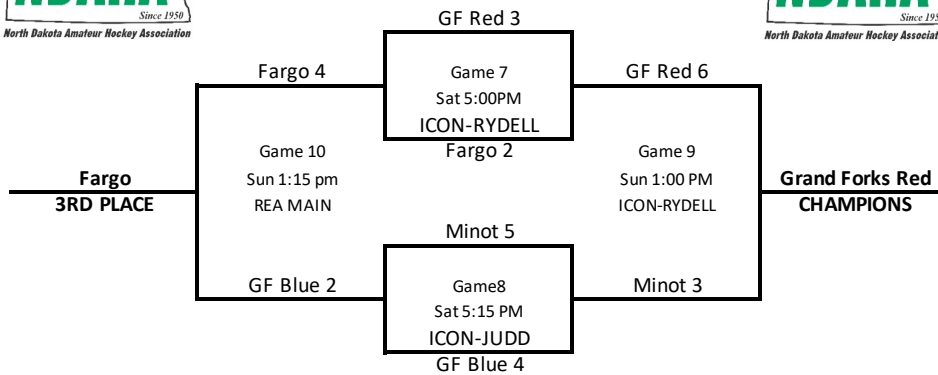 NDAHA
Since 1950
North Dakota Amateur Hockey Association
GF Red 3
Since 195
North Dakota Amateur Hockey Associat
Fargo 4
Game 7
Sat 5:00PM
ICON-RYDELL
GF Red 6
Fargo 2
Game 10
Sun 1:15 pm
REA MAIN
Game 9
Sun 1:00 PM
ICON-RYDELL
Fargo
3RD PLACE
Grand Forks Red
CHAMPIONS
Minot 5
GF Blue 2
Game8
Sat 5:15 PM
ICON-JUDD
Minot 3
GF Blue 4